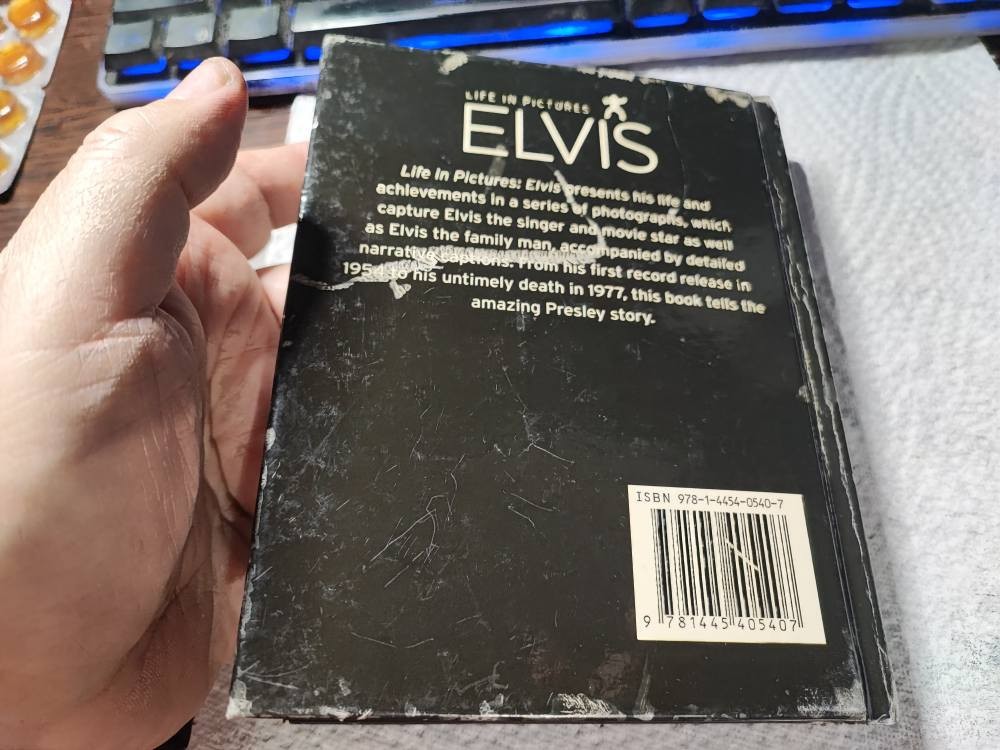 LIFE IN PICTURES
ELVIS
Life In Pictures: Elvis presents his life and
achievements in a series of photographs, which
capture Elvis the singer and movie star as well
as Elvis the family man, accompanied by detailed
narrative captions. From his first record release in
1954 to his untimely death in 1977, this book tells the
amazing Presley story.
ISBN 978-1-4454-0540-7
9 781445 405407